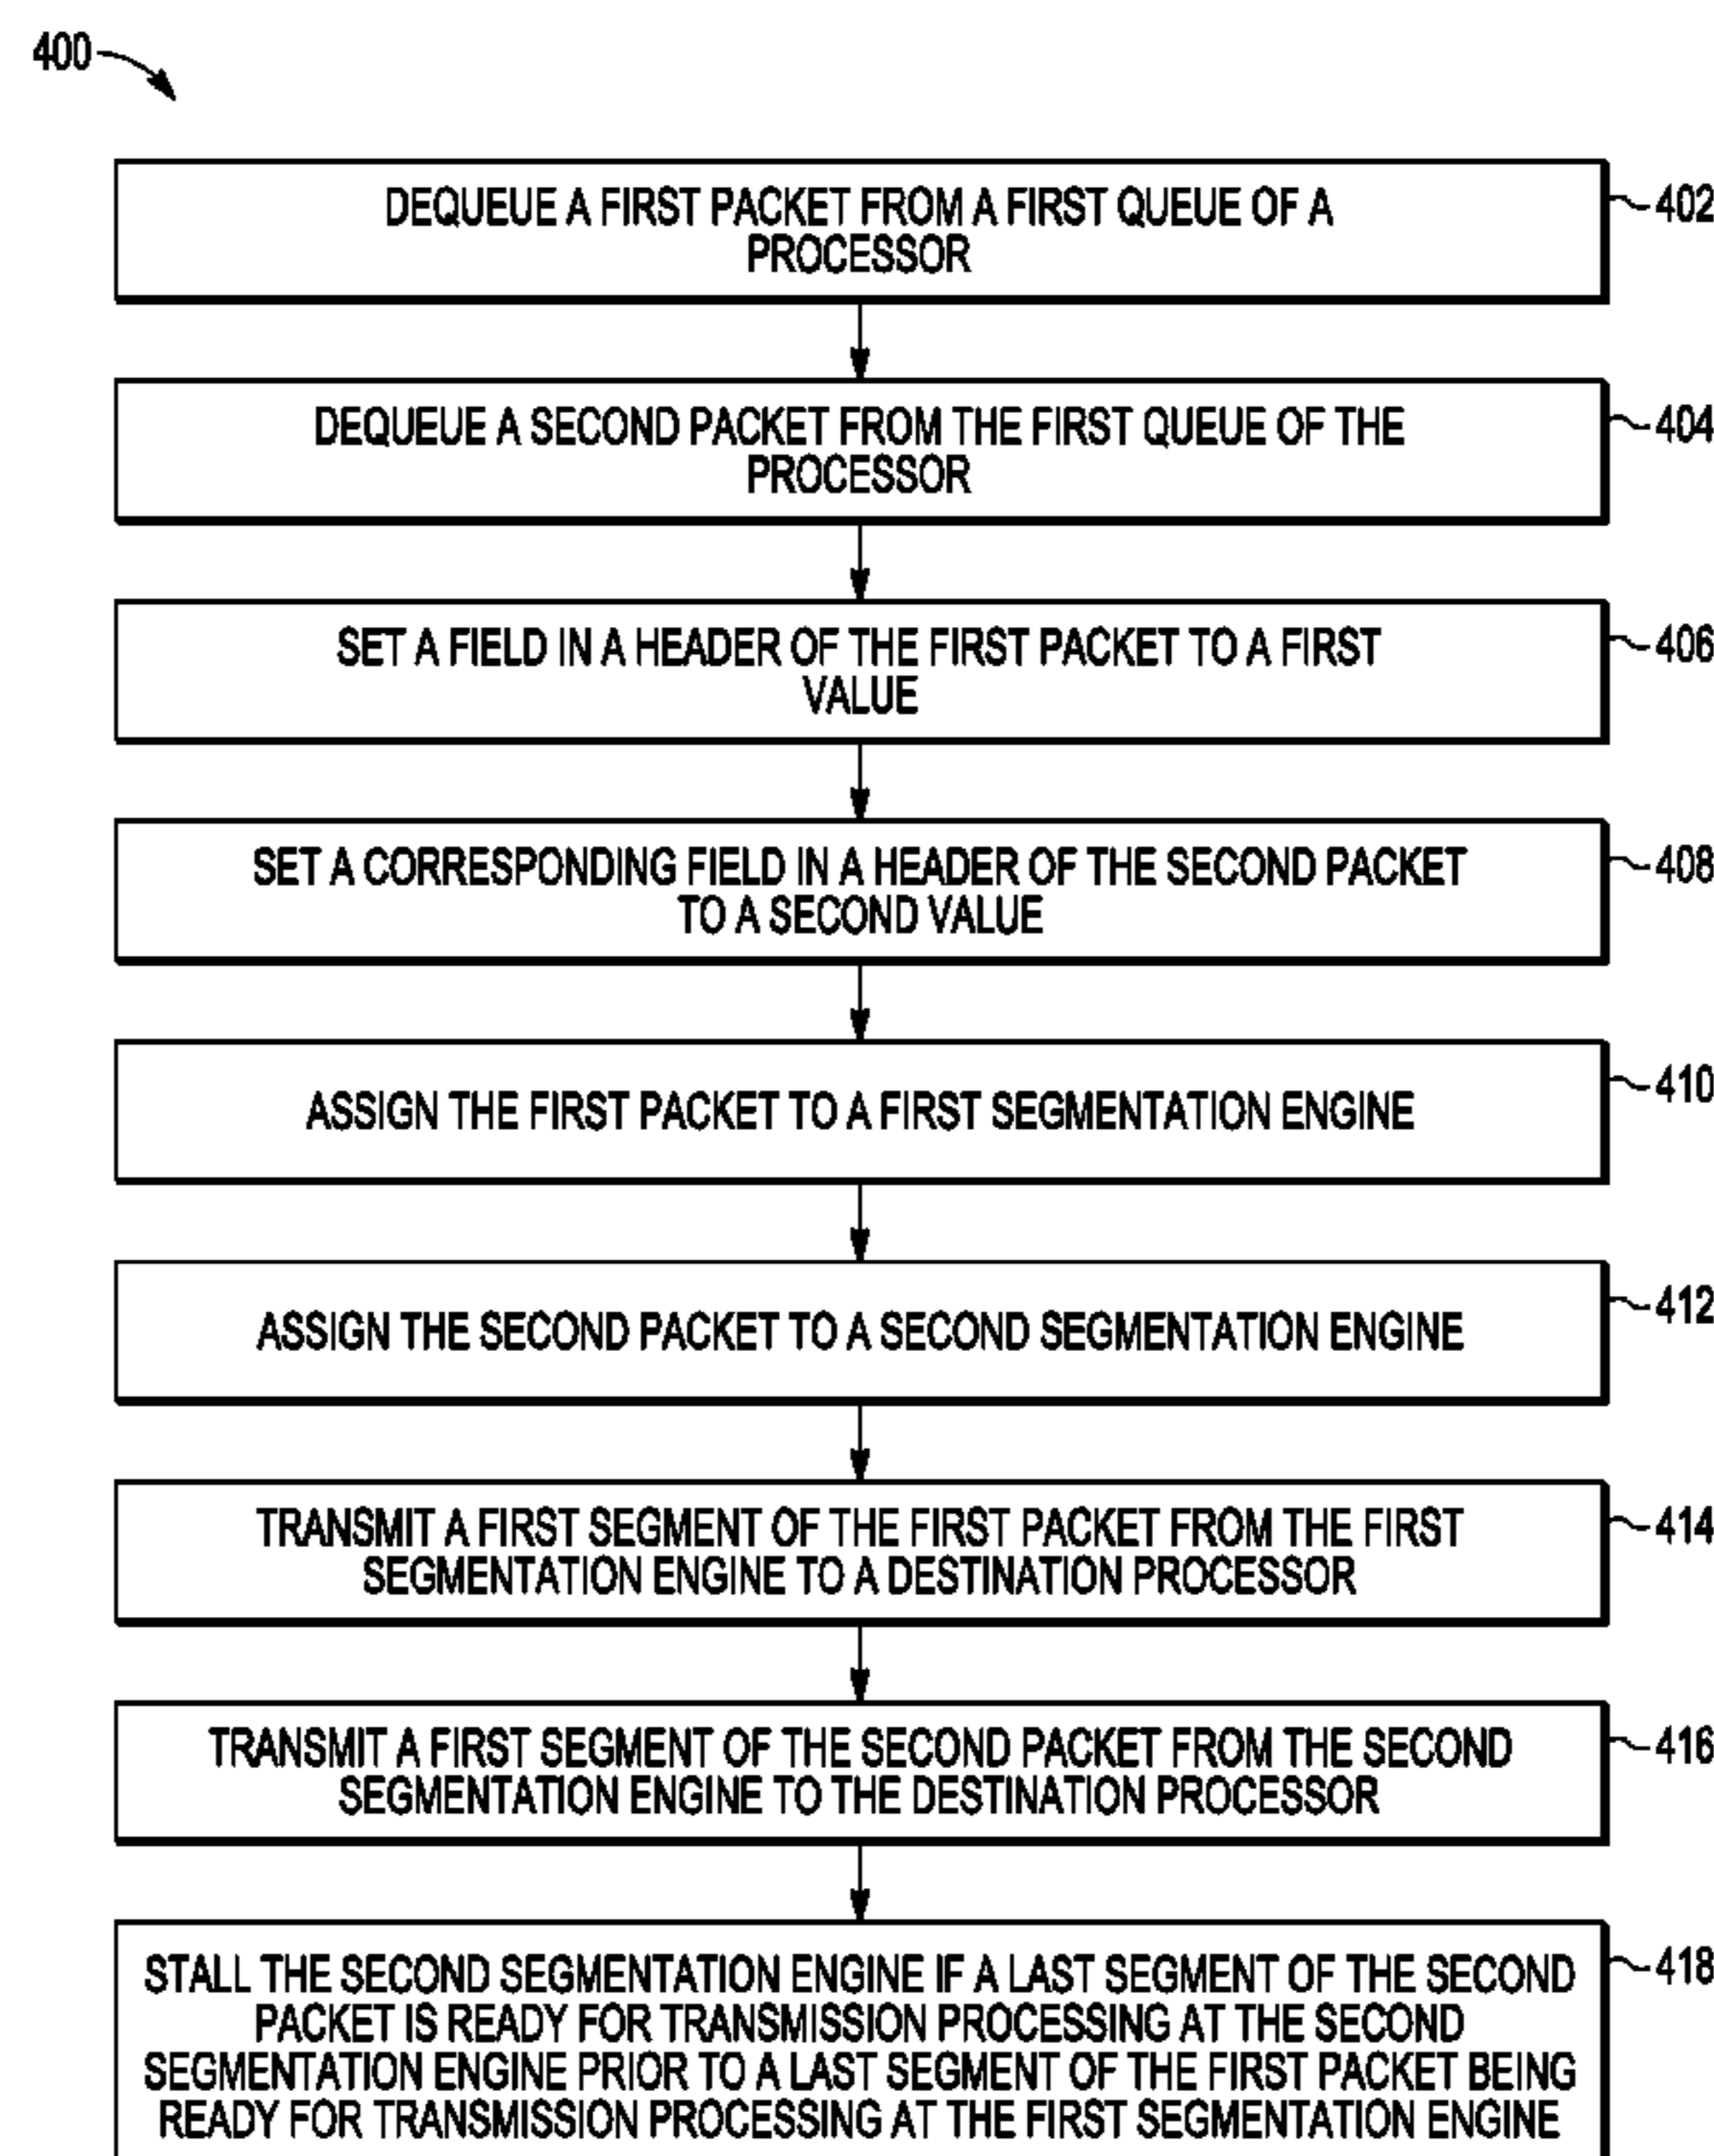 400
DEQUEUE A FIRST PACKET FROM A FIRST QUEUE OF A
PROCESSOR
402
DEQUEUE A SECOND PACKET FROM THE FIRST QUEUE OF THE
PROCESSOR
404
SET A FIELD IN A HEADER OF THE FIRST PACKET TO A FIRST
VALUE
406
SET A CORRESPONDING FIELD IN A HEADER OF THE SECOND PACKET
TO A SECOND VALUE
408
ASSIGN THE FIRST PACKET TO A FIRST SEGMENTATION ENGINE
410
ASSIGN THE SECOND PACKET TO A SECOND SEGMENTATION ENGINE
412
TRANSMIT A FIRST SEGMENT OF THE FIRST PACKET FROM THE FIRST
SEGMENTATION ENGINE TO A DESTINATION PROCESSOR
414
TRANSMIT A FIRST SEGMENT OF THE SECOND PACKET FROM THE SECOND
SEGMENTATION ENGINE TO THE DESTINATION PROCESSOR
416
STALL THE SECOND SEGMENTATION ENGINE IF A LAST SEGMENT OF THE SECOND
PACKET IS READY FOR TRANSMISSION PROCESSING AT THE SECOND
SEGMENTATION ENGINE PRIOR TO A LAST SEGMENT OF THE FIRST PACKET BEING
READY FOR TRANSMISSION PROCESSING AT THE FIRST SEGMENTATION ENGINE
418